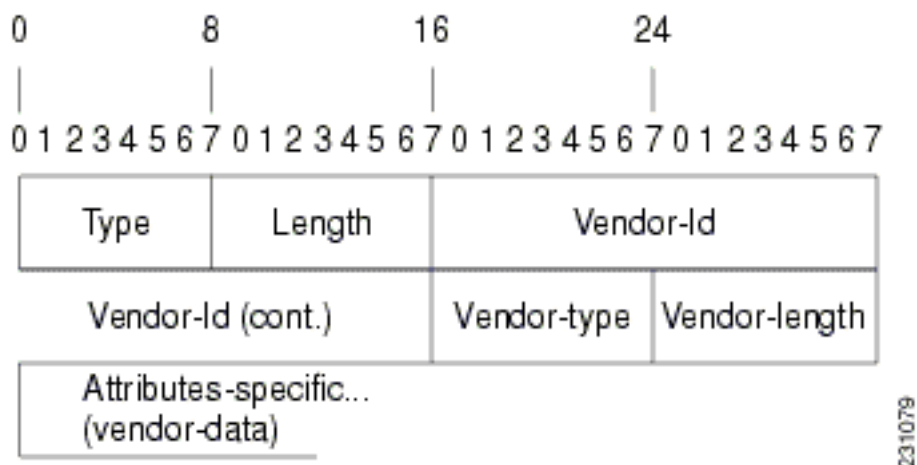 0 8 16 24
0 1 2 3 4 5 6 7 0 1 2 3 4 5 6 7 0 1 2 3 4 5 6 7 0 1 2 3 4 5 6 7
Type Length Vendor-Id
Vendor-Id (cont.) Vendor-type Vendor-length
Attributes-specific...
(vendor-data)
231079